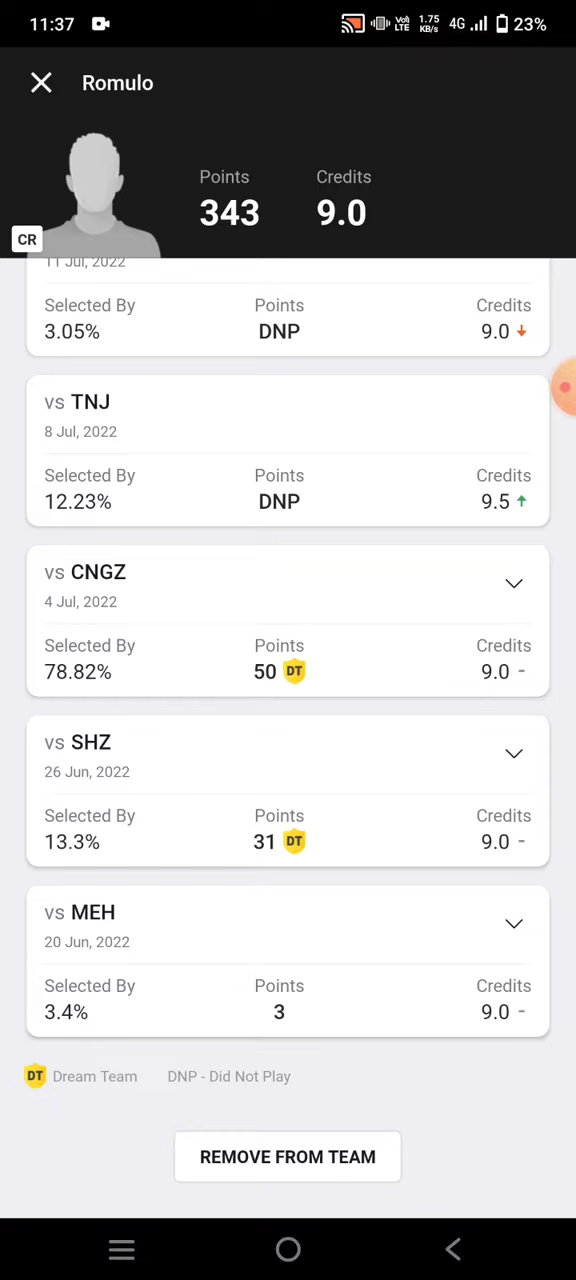 11:37 Vo) LTE 1.75 KB/s 4G 23%
Romulo
Points Credits
343 9.0
CR
11 Jul, 2022
Selected By Points Credits
3.05% DNP 9.0
vs TNJ
8 Jul, 2022
Selected By Points Credits
12.23% DNP 9.5
vs CNGZ
4 Jul, 2022
Selected By Points Credits
78.82% 50 DT 9.0 -
vs SHZ
26 Jun, 2022
Selected By Points Credits
13.3% 31 DT 9.0 -
vs MEH
20 Jun, 2022
Selected By Points Credits
3.4% 3 9.0 -
DT Dream Team DNP - Did Not Play
REMOVE FROM TEAM